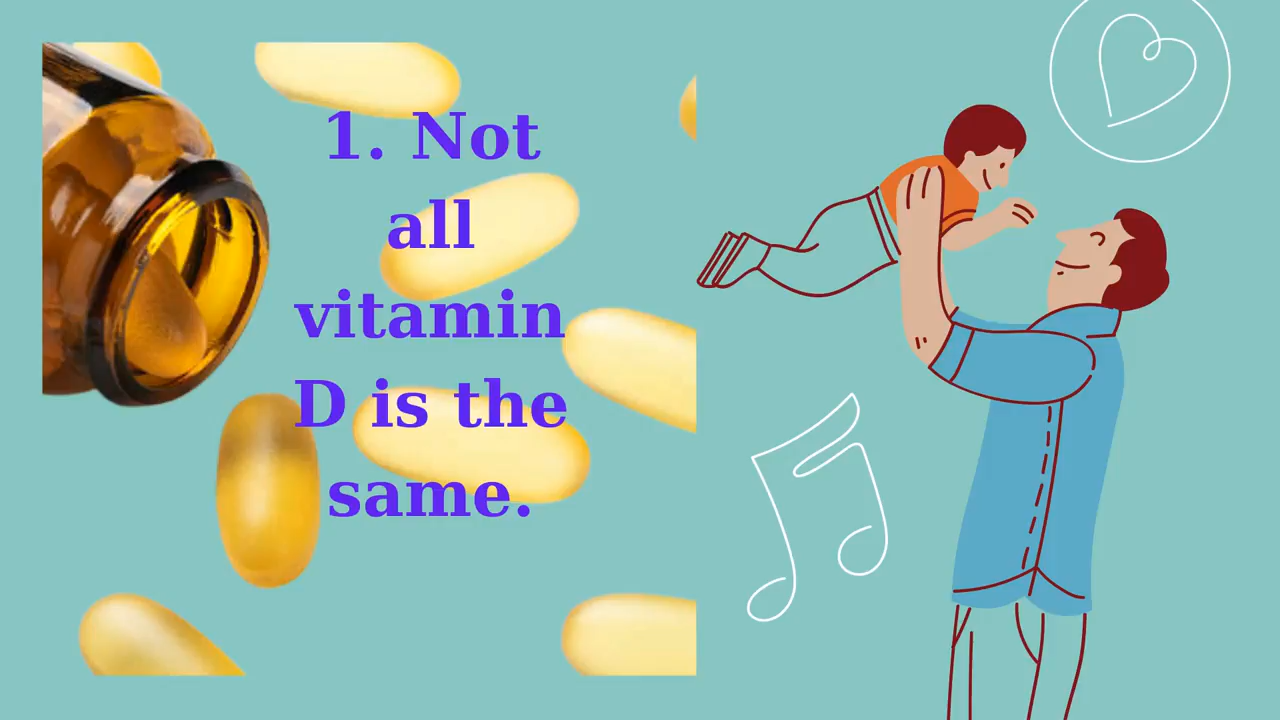 1. Not
all
vitamin
D is the
same.